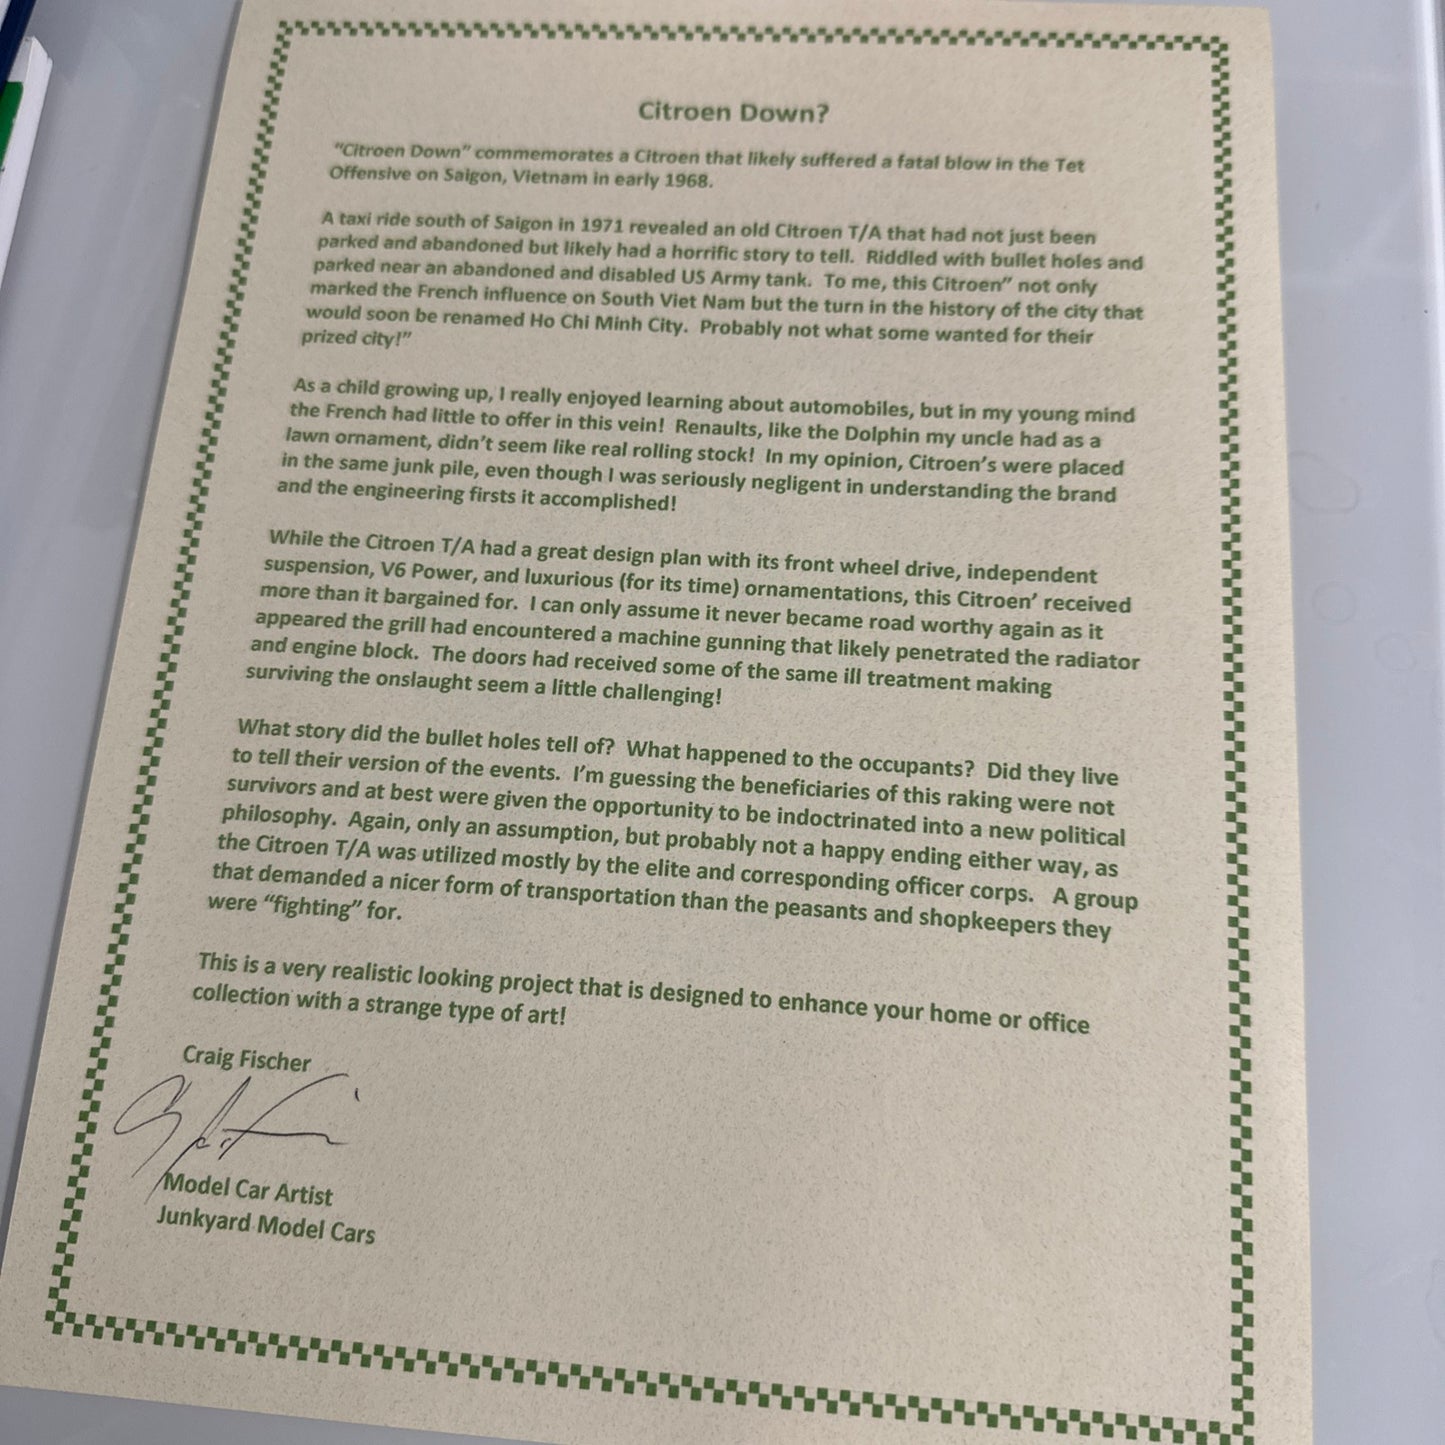 Citroen Down?
“Citroen Down” commemorates a Citroen that likely suffered a fatal blow in the Tet
Offensive on Saigon, Vietnam in early 1968.
A taxi ride south of Saigon in 1971 revealed an old Citroen T/A that had not just been
parked and abandoned but likely had a horrific story to tell.  Riddled with bullet holes and
parked near an abandoned and disabled US Army tank.  To me, this Citroen” not only
marked the French influence on South Viet Nam but the turn in the history of the city that
would soon be renamed Ho Chi Minh City.  Probably not what some wanted for their
prized city!”
As a child growing up, I really enjoyed learning about automobiles, but in my young mind
the French had little to offer in this vein!  Renaults, like the Dolphin my uncle had as a
lawn ornament, didn’t seem like real rolling stock!  In my opinion, Citroen’s were placed
in the same junk pile, even though I was seriously negligent in understanding the brand
and the engineering firsts it accomplished!
While the Citroen T/A had a great design plan with its front wheel drive, independent
suspension, V6 Power, and luxurious (for its time) ornamentations, this Citroen’ received
more than it bargained for.  I can only assume it never became road worthy again as it
appeared the grill had encountered a machine gunning that likely penetrated the radiator
and engine block.  The doors had received some of the same ill treatment making
surviving the onslaught seem a little challenging!
What story did the bullet holes tell of?  What happened to the occupants?  Did they live
to tell their version of the events.  I’m guessing the beneficiaries of this raking were not
survivors and at best were given the opportunity to be indoctrinated into a new political
philosophy.  Again, only an assumption, but probably not a happy ending either way, as
the Citroen T/A was utilized mostly by the elite and corresponding officer corps.   A group
that demanded a nicer form of transportation than the peasants and shopkeepers they
were “fighting” for.
This is a very realistic looking project that is designed to enhance your home or office
collection with a strange type of art!
Craig Fischer
Model Car Artist
Junkyard Model Cars